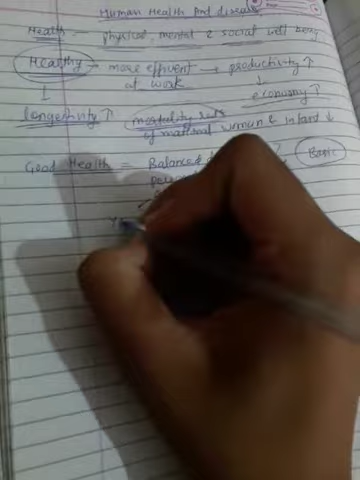 Human Health and disease
Health - physical, mental & social well being
Healthy - more efficient → productivity ↑
at work ↓
↓ economy ↑
longetivity ↑ mortality rate
of maternal women & infant ↓
Good Health = Balanced Basic